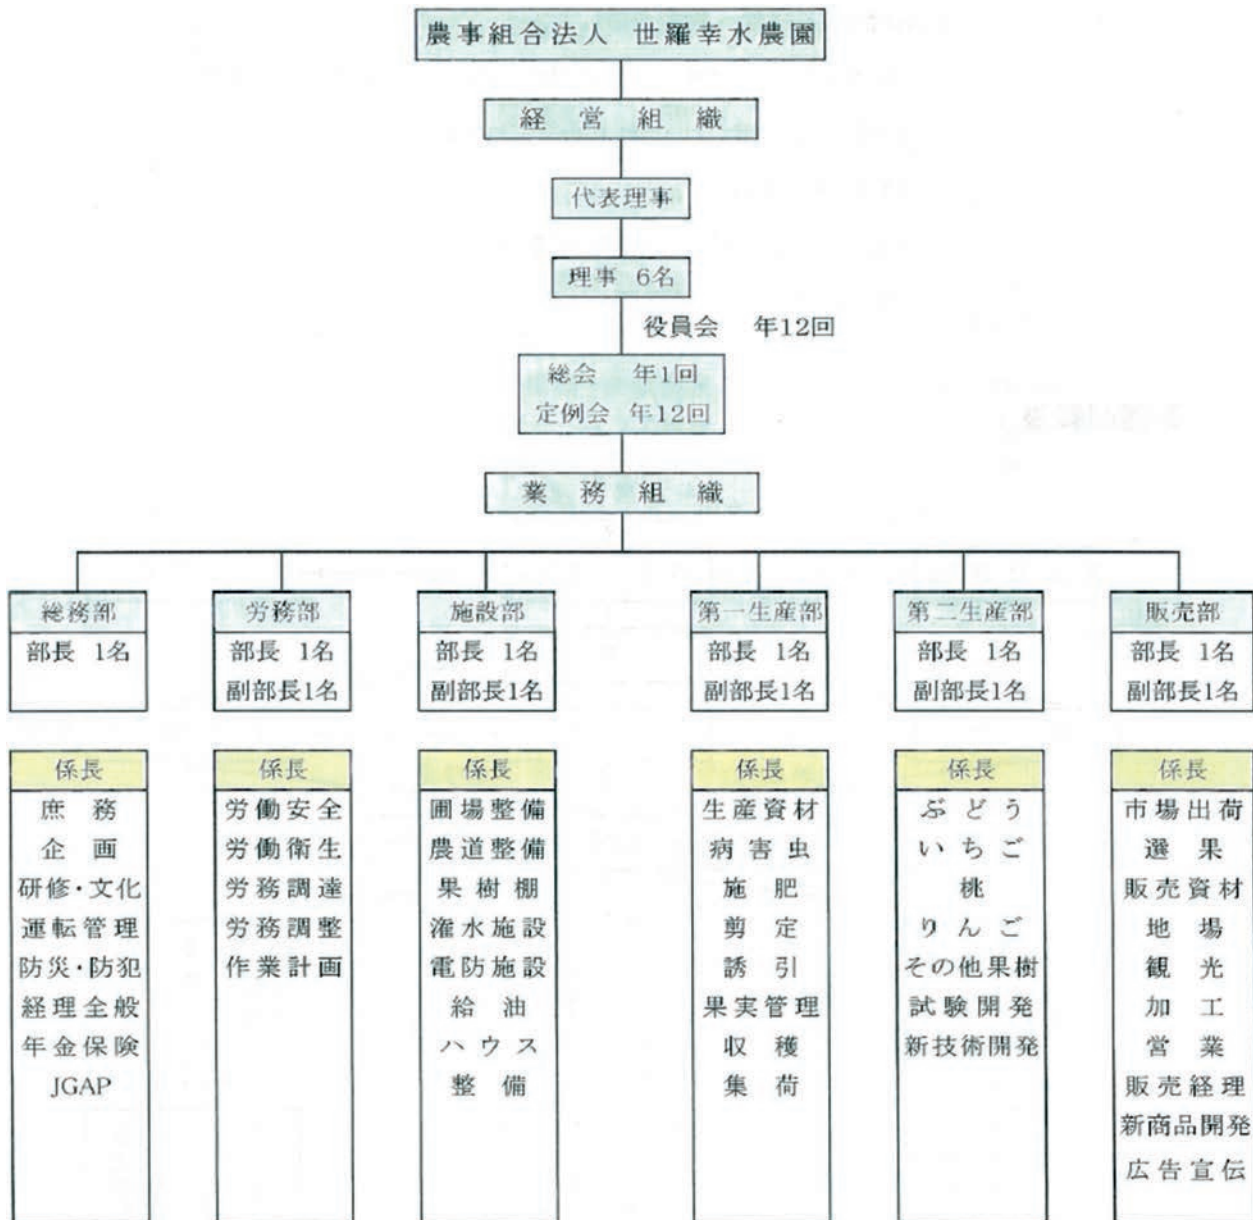 農事組合法人 世羅幸水農園
経営組織
代表理事
理事 6名
役員会 年12回
総会 年1回
定例会 年12回
業務組織
総務部
部長 1名
係長
庶務
企画
研修・文化
運転管理
防災・防犯
経理全般
年金保険
JGAP
労務部
部長 1名
副部長1名
係長
労働安全
労働衛生
労務調達
労務調整
作業計画
施設部
部長 1名
副部長1名
係長
圃場整備
農道整備
果樹棚
潅水施設
電防施設
給油
ハウス
整備
第一生産部
部長 1名
副部長1名
係長
生産資材
病害虫
施肥
剪定
誘引
果実管理
収穫
集荷
第二生産部
部長 1名
副部長1名
係長
ぶどう
いちご
桃
りんご
その他果樹
試験開発
新技術開発
販売部
部長 1名
副部長1名
係長
市場出荷
選果
販売資材
地場
観光
加工
営業
販売経理
新商品開発
広告宣伝